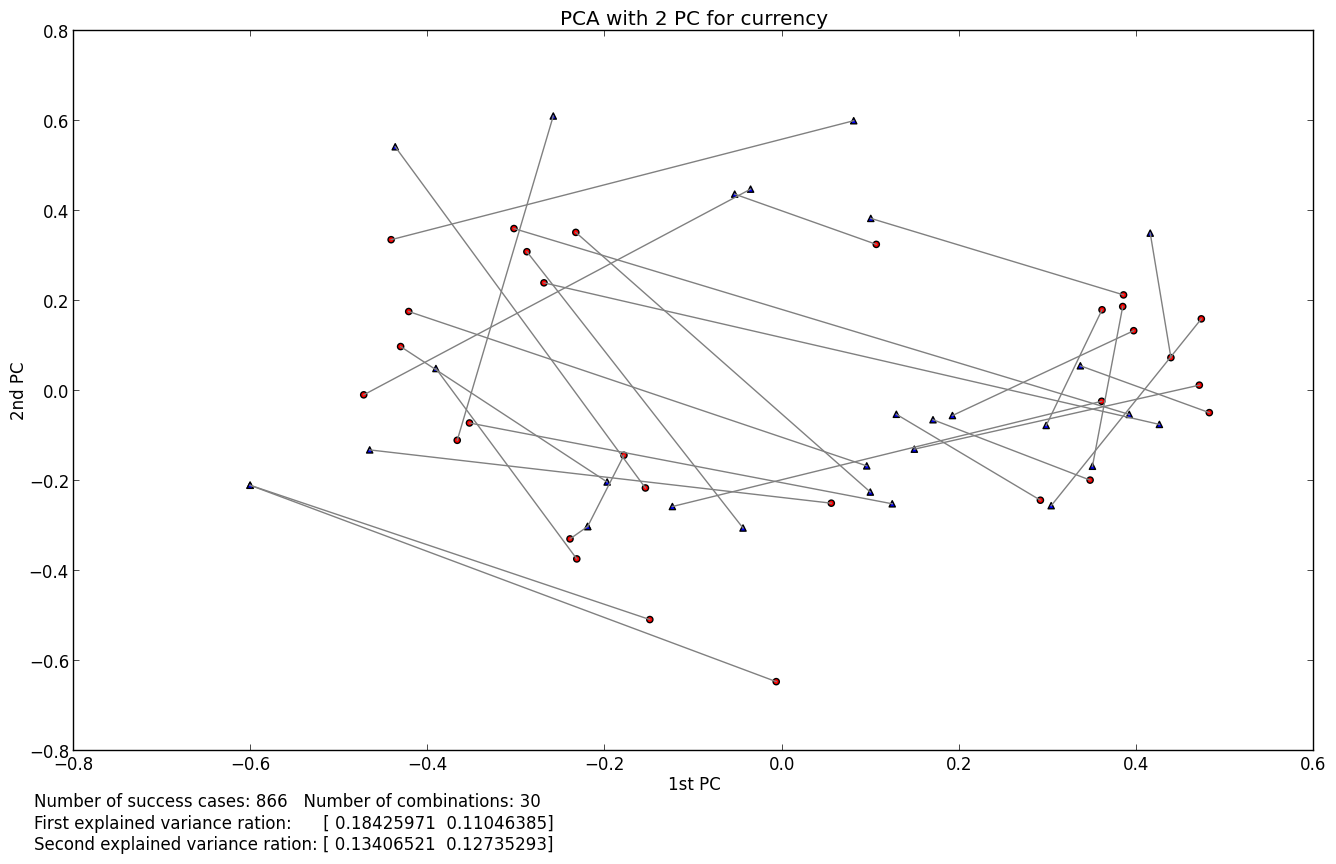 PCA with 2 PC for currency
0.8
0.6
0.4
0.2
0.0
−0.2
−0.4
−0.6
−0.8
2nd PC
−0.8 −0.6 −0.4 −0.2 0.0 0.2 0.4 0.6
1st PC
Number of success cases: 866 Number of combinations: 30
First explained variance ration: [ 0.18425971 0.11046385]
Second explained variance ration: [ 0.13406521 0.12735293]